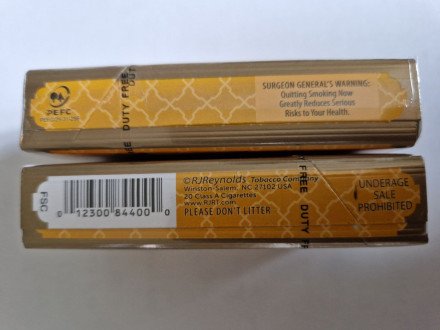 PEFC
DUTY FREE
SURGEON GENERAL'S WARNING:
Quitting Smoking Now
Greatly Reduces Serious
Risks to Your Health.
FREE
DUTY
FSC
0 12300 84400 0
©RJReynolds Tobacco Company
Winston-Salem, NC 27102 USA
20 Class A Cigarettes
www.RJRT.com
PLEASE DON'T LITTER
DUTY FREE
UNDERAGE
SALE
PROHIBITED